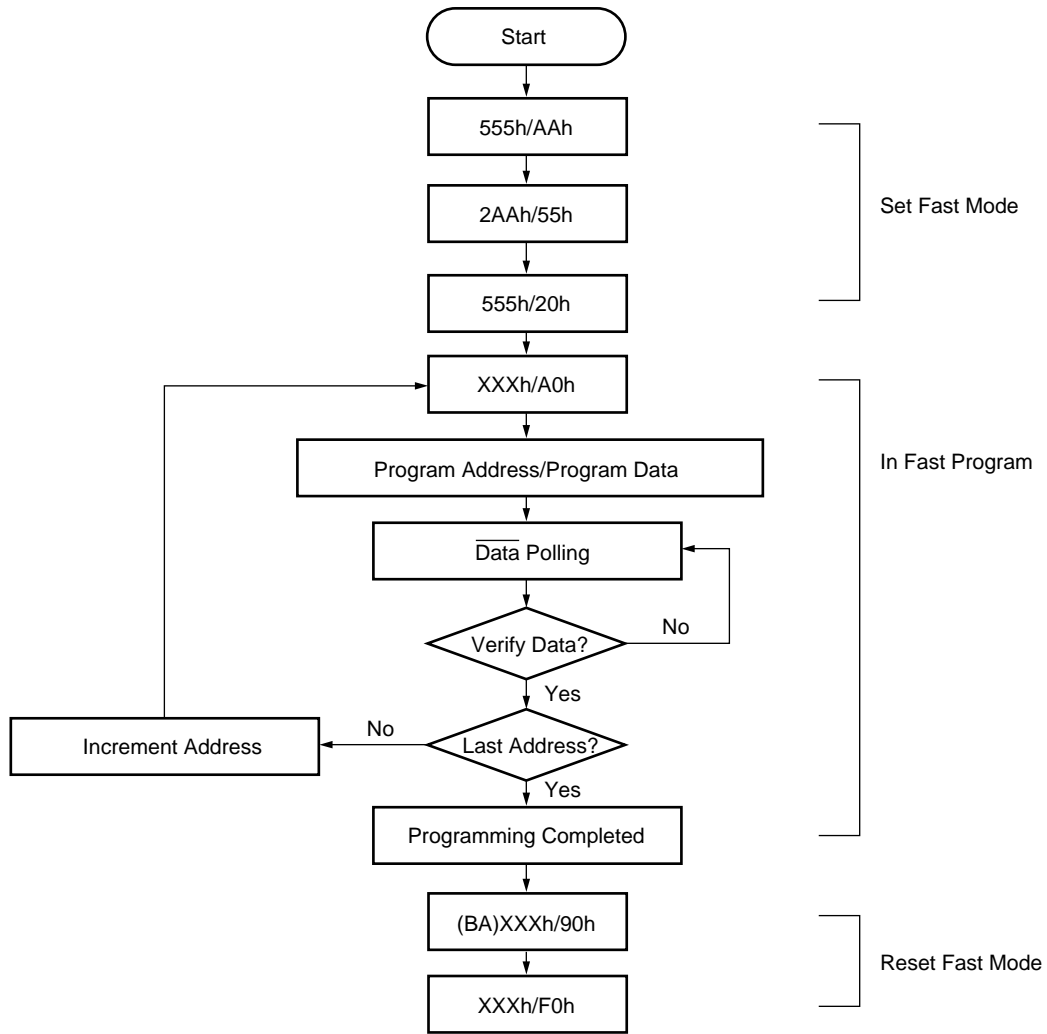 Start
555h/AAh
2AAh/55h
Set Fast Mode
555h/20h
XXXh/A0h
Program Address/Program Data
In Fast Program
Data Polling
Verify Data?
No
Yes
Increment Address
No
Last Address?
Yes
Programming Completed
(BA)XXXh/90h
Reset Fast Mode
XXXh/F0h